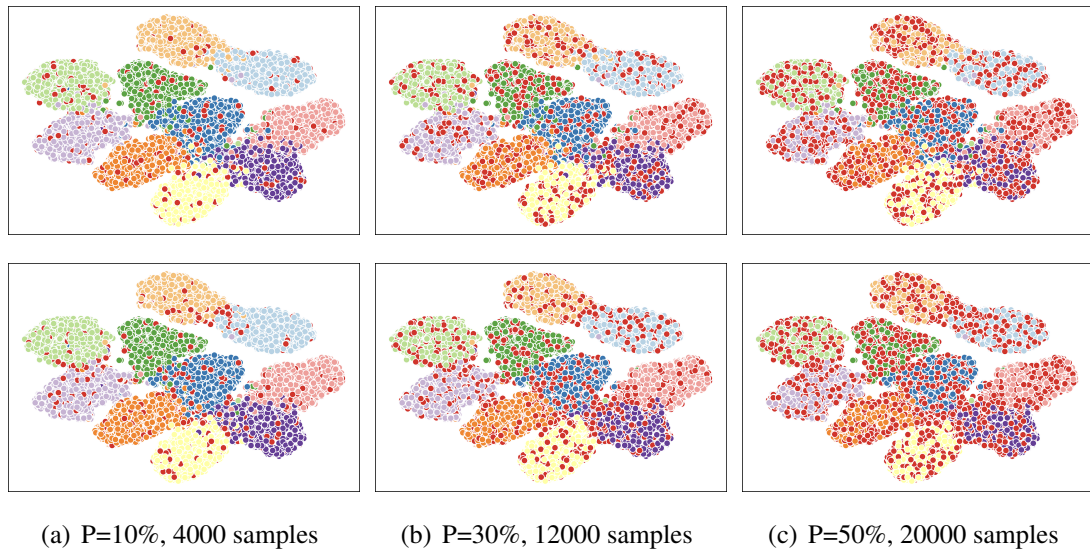 (a) P=10%, 4000 samples
(b) P=30%, 12000 samples
(c) P=50%, 20000 samples